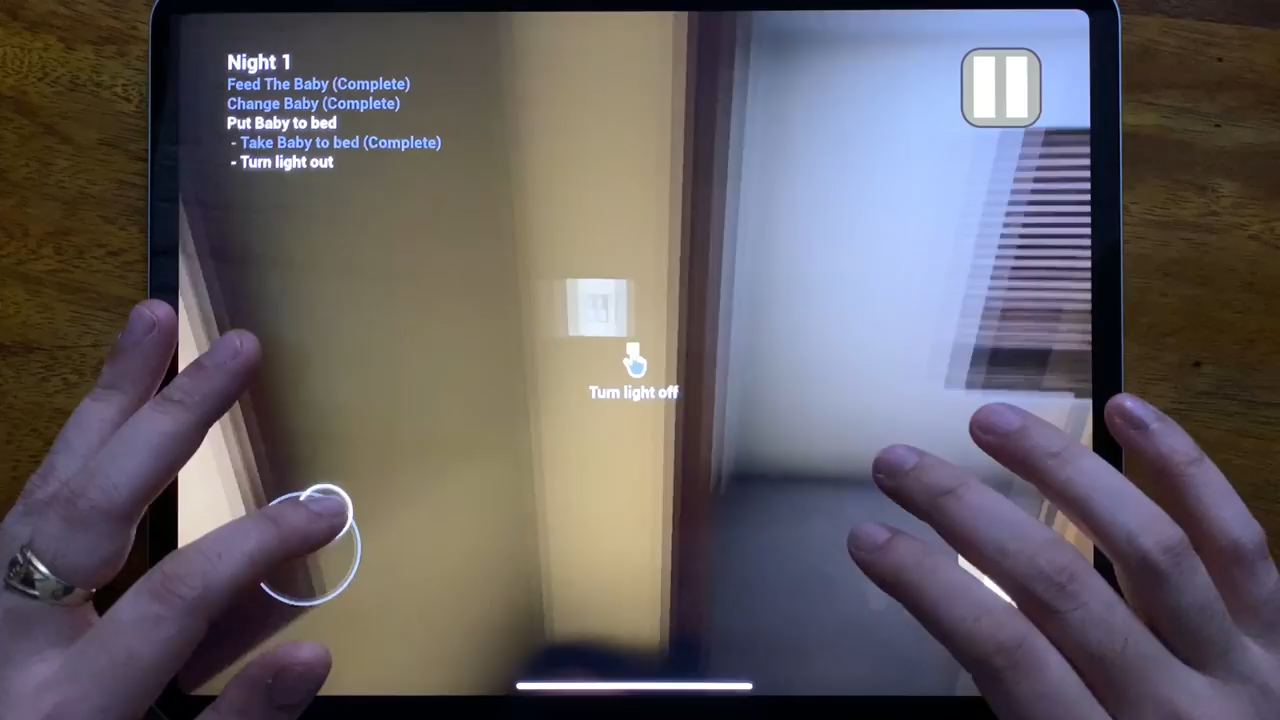 Night 1
Feed The Baby (Complete)
Change Baby (Complete)
Put Baby to bed
- Take Baby to bed (Complete)
- Turn light out
Turn light off